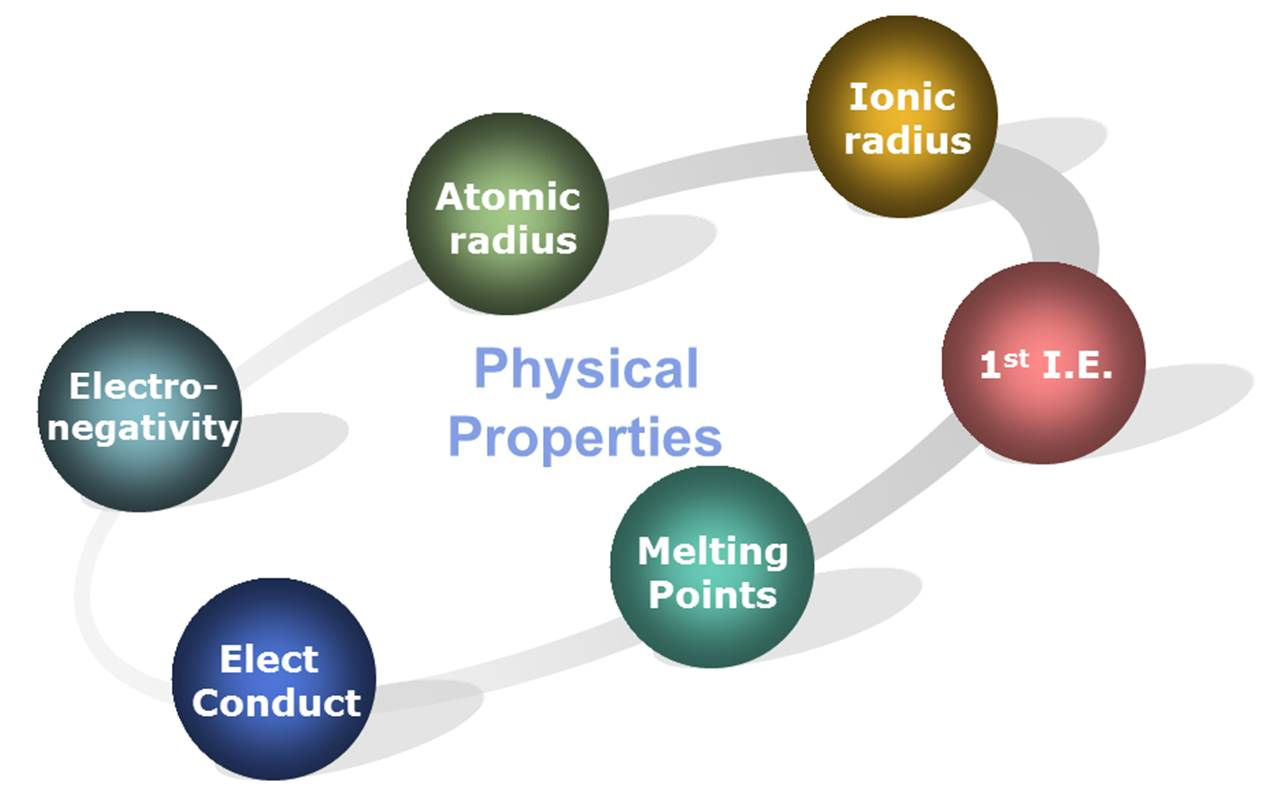 Ionic
radius
Atomic
radius
Physical
Properties
1st I.E.
Electro-
negativity
Melting
Points
Elect
Conduct